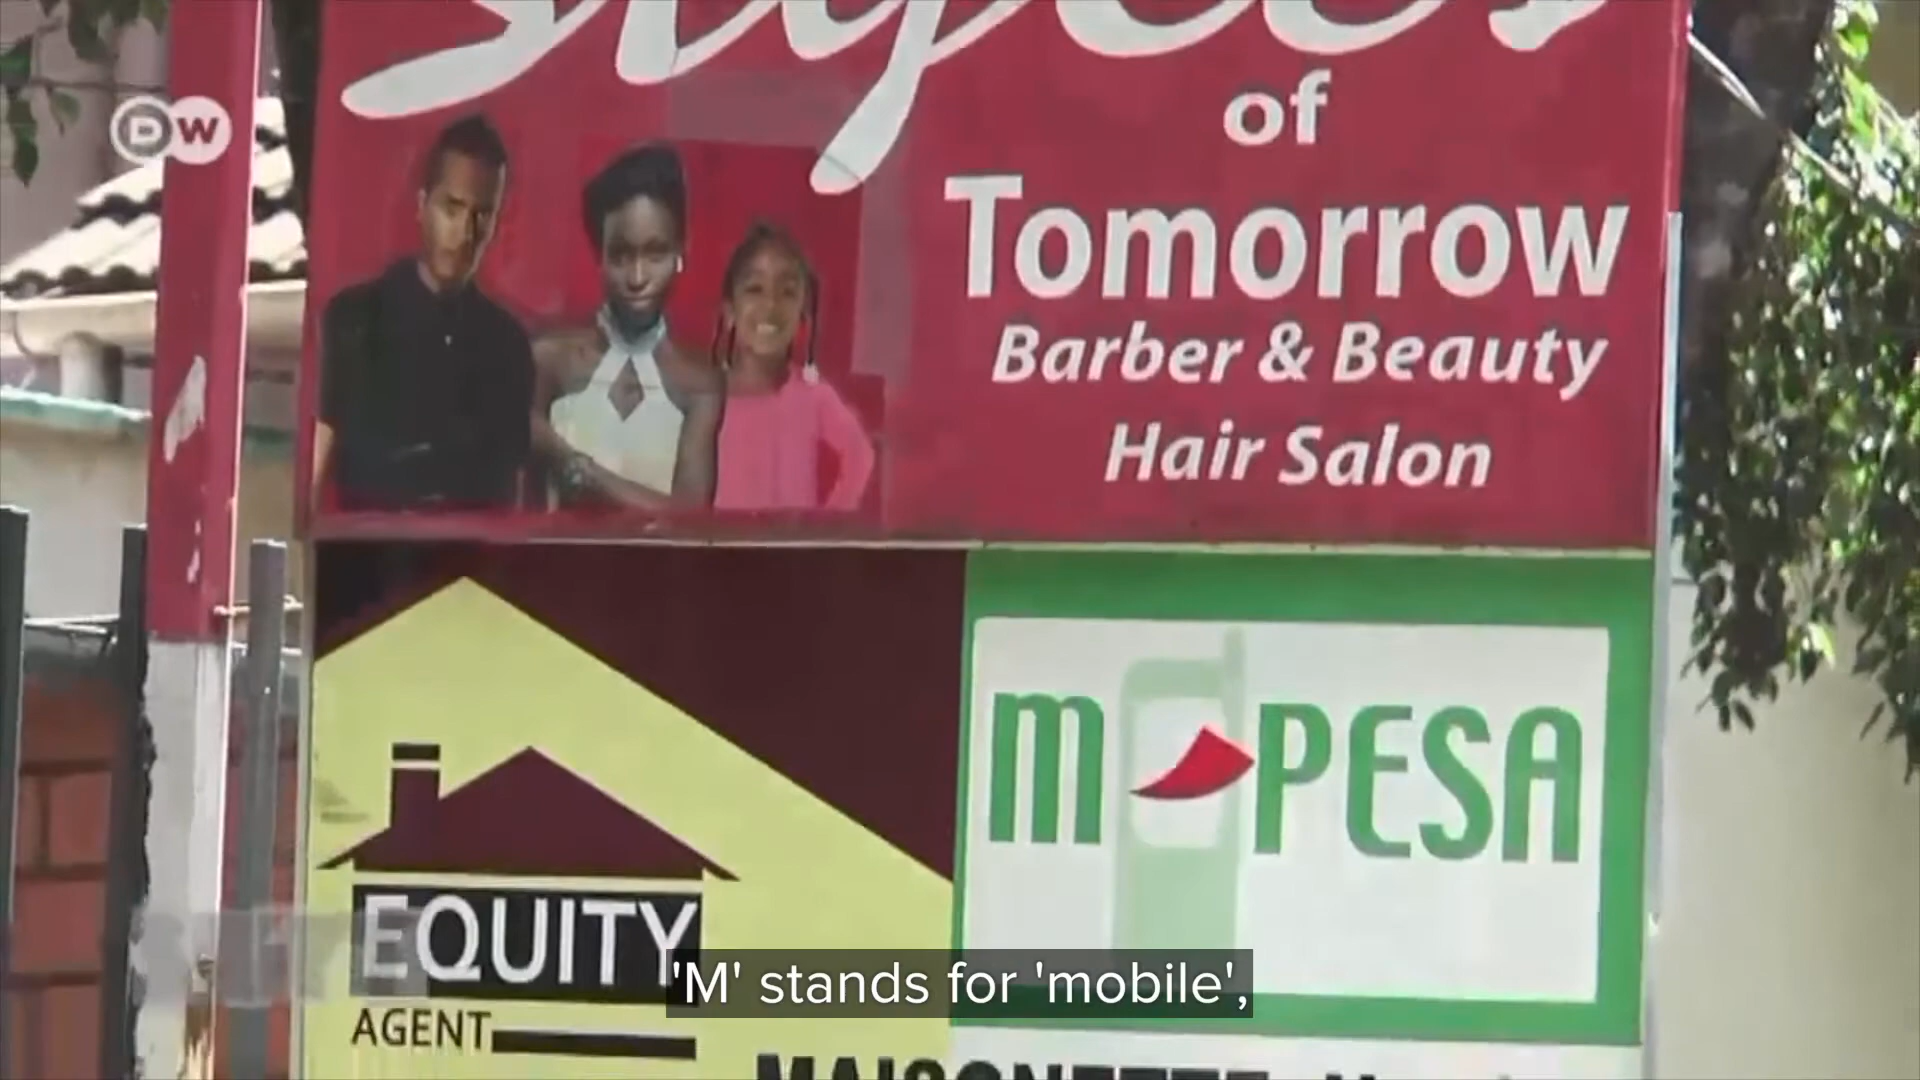 DW
of
Tomorrow
Barber & Beauty
Hair Salon
EQUITY
AGENT
M PESA
'M' stands for 'mobile',